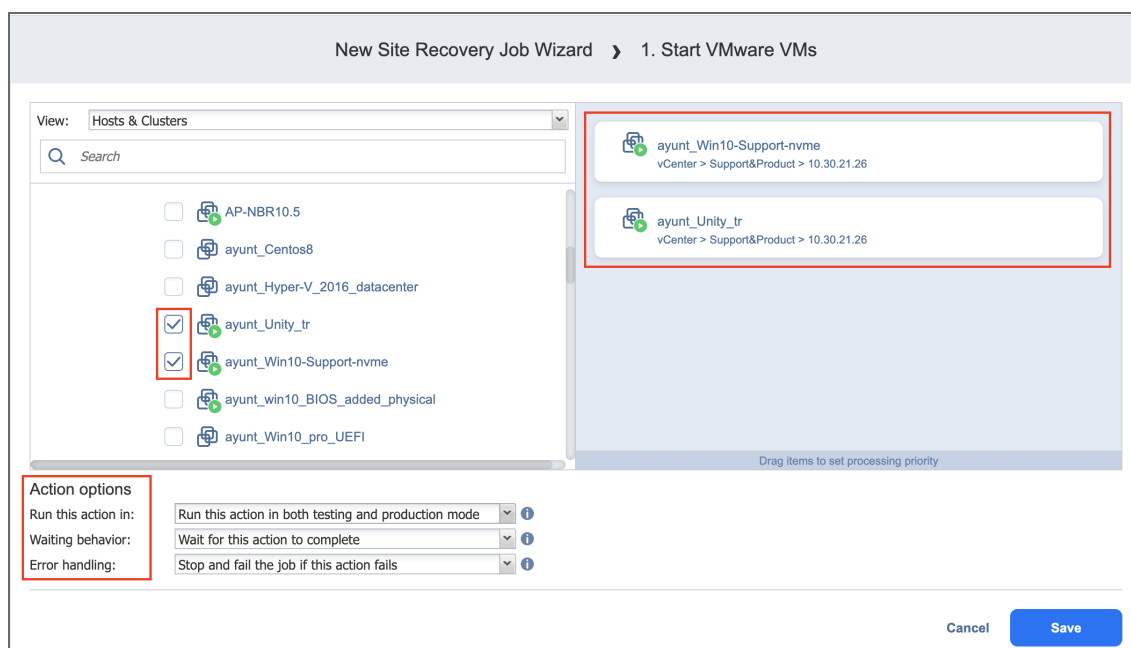 New Site Recovery Job Wizard ❯ 1. Start VMware VMs
View: Hosts & Clusters
Search
AP-NBR10.5
ayunt_Centos8
ayunt_Hyper-V_2016_datacenter
ayunt_Unity_tr
ayunt_Win10-Support-nvme
ayunt_win10_BIOS_added_physical
ayunt_Win10_pro_UEFI
ayunt_Win10-Support-nvme
vCenter > Support&Product > 10.30.21.26
ayunt_Unity_tr
vCenter > Support&Product > 10.30.21.26
Drag items to set processing priority
Action options
Run this action in: Run this action in both testing and production mode
Waiting behavior: Wait for this action to complete
Error handling: Stop and fail the job if this action fails
Cancel Save